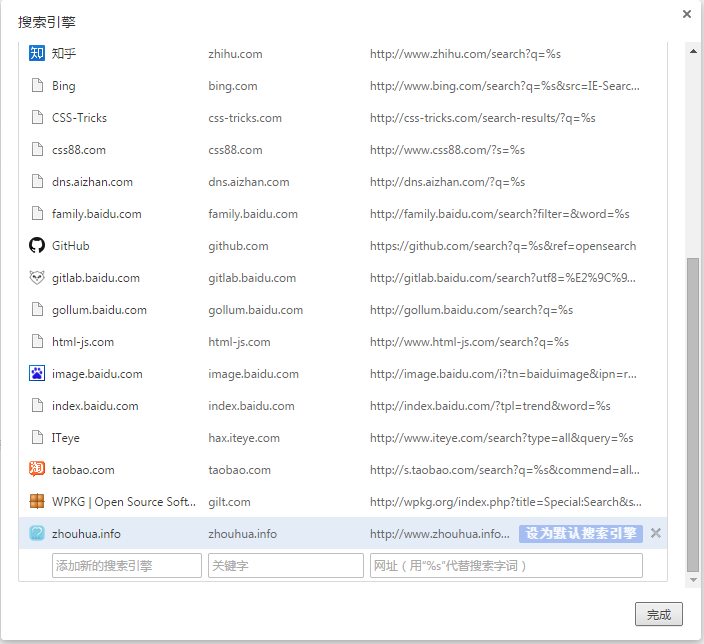 搜索引擎
知 知乎 zhihu.com http://www.zhihu.com/search?q=%s
Bing bing.com http://www.bing.com/search?q=%s&src=IE-Searc...
CSS-Tricks css-tricks.com http://css-tricks.com/search-results/?q=%s
css88.com css88.com http://www.css88.com/?s=%s
dns.aizhan.com dns.aizhan.com http://dns.aizhan.com/?q=%s
family.baidu.com family.baidu.com http://family.baidu.com/search?filter=&word=%s
GitHub github.com https://github.com/search?q=%s&ref=opensearch
gitlab.baidu.com gitlab.baidu.com http://gitlab.baidu.com/search?utf8=%E2%9C%9...
gollum.baidu.com gollum.baidu.com http://gollum.baidu.com/search?q=%s
html-js.com html-js.com http://www.html-js.com/search?q=%s
image.baidu.com image.baidu.com http://image.baidu.com/i?tn=baiduimage&ipn=r...
index.baidu.com index.baidu.com http://index.baidu.com/?tpl=trend&word=%s
ITeye hax.iteye.com http://www.iteye.com/search?type=all&query=%s
淘 taobao.com taobao.com http://s.taobao.com/search?q=%s&commend=all...
WPKG | Open Source Soft... gilt.com http://wpkg.org/index.php?title=Special:Search&s...
zhouhua.info zhouhua.info http://www.zhouhua.info... 设为默认搜索引擎
添加新的搜索引擎 关键字 网址（用“%s”代替搜索字词）
完成